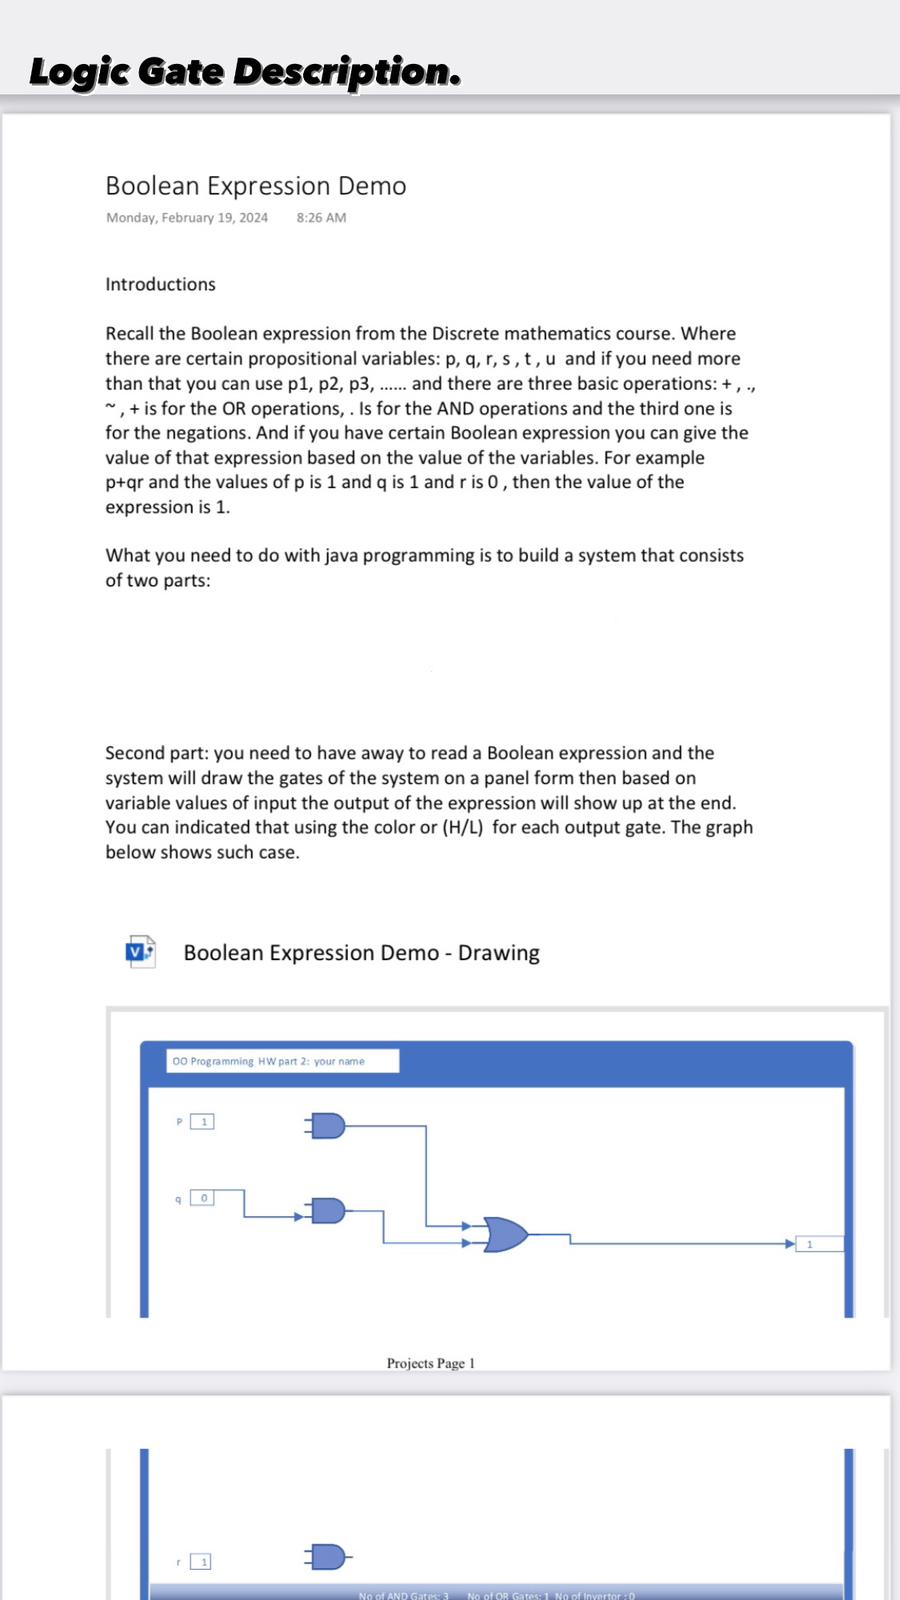 Logic Gate Description.
Boolean Expression Demo
Monday, February 19, 2024 8:26 AM
Introductions
Recall the Boolean expression from the Discrete mathematics course. Where
there are certain propositional variables: p, q, r, s , t , u and if you need more
than that you can use p1, p2, p3, ...... and there are three basic operations: + , .,
~ , + is for the OR operations, . Is for the AND operations and the third one is
for the negations. And if you have certain Boolean expression you can give the
value of that expression based on the value of the variables. For example
p+qr and the values of p is 1 and q is 1 and r is 0 , then the value of the
expression is 1.
What you need to do with java programming is to build a system that consists
of two parts:
Second part: you need to have away to read a Boolean expression and the
system will draw the gates of the system on a panel form then based on
variable values of input the output of the expression will show up at the end.
You can indicated that using the color or (H/L) for each output gate. The graph
below shows such case.
V
Boolean Expression Demo - Drawing
OO Programming HW part 2: your name
P 1
q 0
1
Projects Page 1
r 1
No of AND Gates: 3 No of OR Gates: 1 No of Invertor : 0